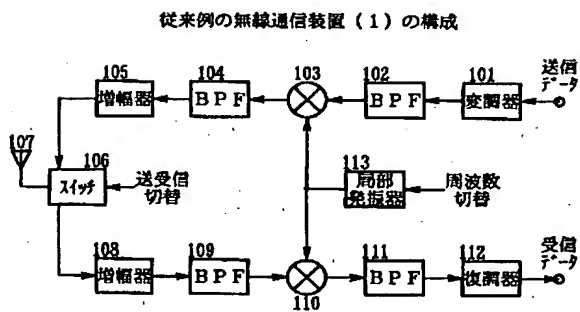 従来例の無線通信装置(1)の構成
105
増幅器
104
BPF
103
102
BPF
101
変調器
送信
データ
107
106
スイッチ
送受信
切替
113
局部
発振器
周波数
切替
108
増幅器
109
BPF
110
111
BPF
112
復調器
受信
データ